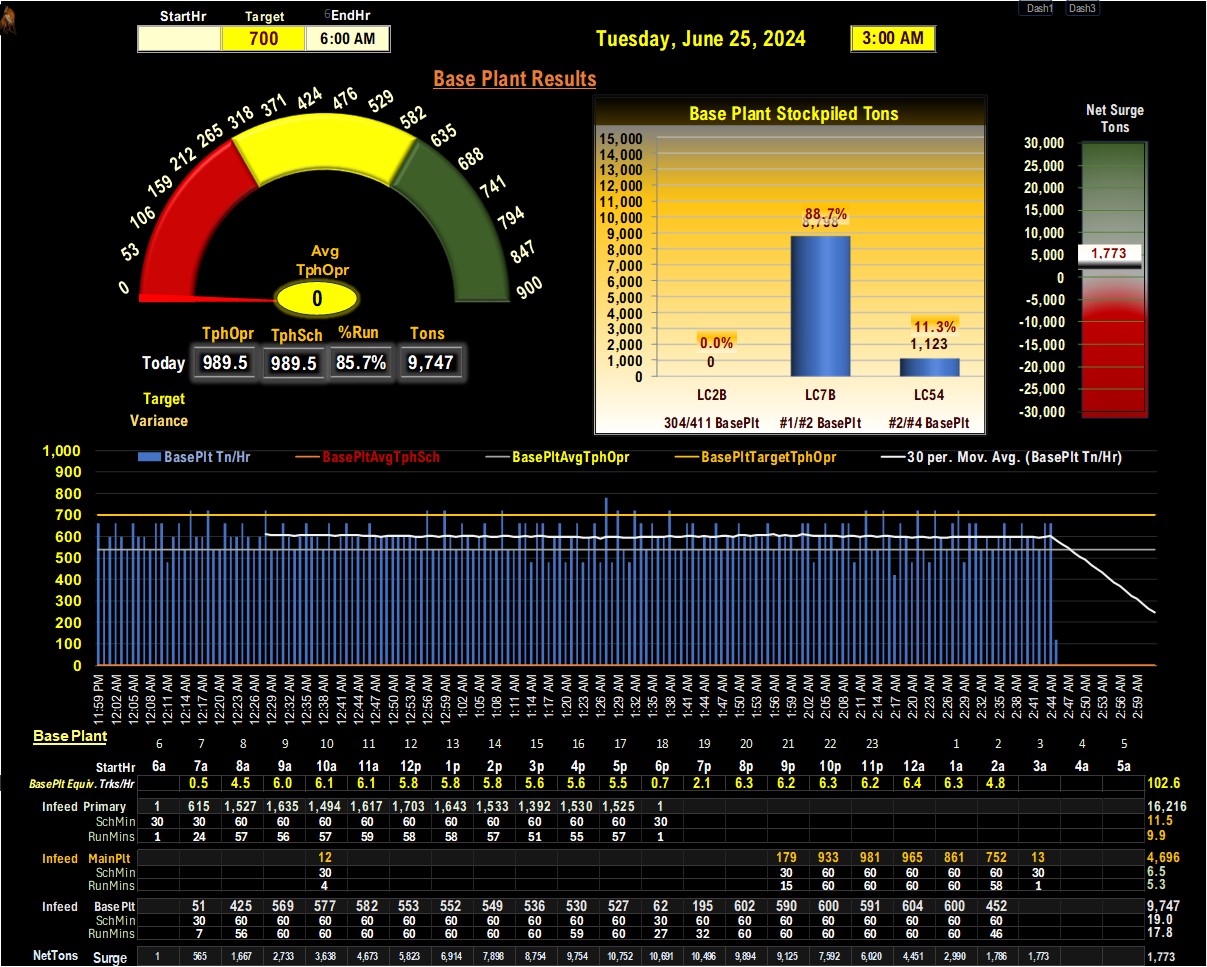 Dash1 Dash3
StartHr Target 6 EndHr
700 6:00 AM
Tuesday, June 25, 2024 3:00 AM
Base Plant Results
0 53 106 159 212 265 318 371 424 476 529 582 635 688 741 794 847 900
Avg
TphOpr
0
TphOpr TphSch %Run Tons
Today 989.5 989.5 85.7% 9,747
Target
Variance
Base Plant Stockpiled Tons
15,000
14,000
13,000
12,000
11,000
10,000
9,000
8,000
7,000
6,000
5,000
4,000
3,000
2,000
1,000
0
88.7%
8,798
11.3%
1,123
0.0%
0
LC2B LC7B LC54
304/411 BasePlt #1/#2 BasePlt #2/#4 BasePlt
Net Surge
Tons
30,000
25,000
20,000
15,000
10,000
5,000
0
-5,000
-10,000
-15,000
-20,000
-25,000
-30,000
1,773
BasePlt Tn/Hr BasePltAvgTphSch BasePltAvgTphOpr BasePltTargetTphOpr 30 per. Mov. Avg. (BasePlt Tn/Hr)
1,000
900
800
700
600
500
400
300
200
100
0
11:59 PM 12:02 AM 12:05 AM 12:08 AM 12:11 AM 12:14 AM 12:17 AM 12:20 AM 12:23 AM 12:26 AM 12:29 AM 12:32 AM 12:35 AM 12:38 AM 12:41 AM 12:44 AM 12:47 AM 12:50 AM 12:53 AM 12:56 AM 12:59 AM 1:02 AM 1:05 AM 1:08 AM 1:11 AM 1:14 AM 1:17 AM 1:20 AM 1:23 AM 1:26 AM 1:29 AM 1:32 AM 1:35 AM 1:38 AM 1:41 AM 1:44 AM 1:47 AM 1:50 AM 1:53 AM 1:56 AM 1:59 AM 2:02 AM 2:05 AM 2:08 AM 2:11 AM 2:14 AM 2:17 AM 2:20 AM 2:23 AM 2:26 AM 2:29 AM 2:32 AM 2:35 AM 2:38 AM 2:41 AM 2:44 AM 2:47 AM 2:50 AM 2:53 AM 2:56 AM 2:59 AM
Base Plant
6 7 8 9 10 11 12 13 14 15 16 17 18 19 20 21 22 23 1 2 3 4 5
StartHr 6a 7a 8a 9a 10a 11a 12p 1p 2p 3p 4p 5p 6p 7p 8p 9p 10p 11p 12a 1a 2a 3a 4a 5a
BasePlt Equiv. Trks/Hr 0.5 4.5 6.0 6.1 6.1 5.8 5.8 5.8 5.6 5.6 5.5 0.7 2.1 6.3 6.2 6.3 6.2 6.4 6.3 4.8 102.6
Infeed Primary 1 615 1,527 1,635 1,494 1,617 1,703 1,643 1,533 1,392 1,530 1,525 1 16,216
SchMin 30 30 60 60 60 60 60 60 60 60 60 60 30 11.5
RunMins 1 24 57 56 57 59 58 58 57 51 55 57 1 9.9
Infeed MainPlt 12 179 933 981 965 861 752 13 4,696
SchMin 30 30 60 60 60 60 60 30 6.5
RunMins 4 15 60 60 60 60 58 1 5.3
Infeed BasePlt 51 425 569 577 582 553 552 549 536 530 527 62 195 602 590 600 591 604 600 452 9,747
SchMin 30 60 60 60 60 60 60 60 60 60 60 30 60 60 60 60 60 60 60 60 19.0
RunMins 7 56 60 60 60 60 60 60 60 59 60 27 32 60 60 60 60 60 60 46 17.8
NetTons Surge 1 565 1,667 2,733 3,638 4,673 5,823 6,914 7,898 8,754 9,754 10,752 10,691 10,496 9,894 9,125 7,592 6,020 4,451 2,990 1,786 1,773 1,773